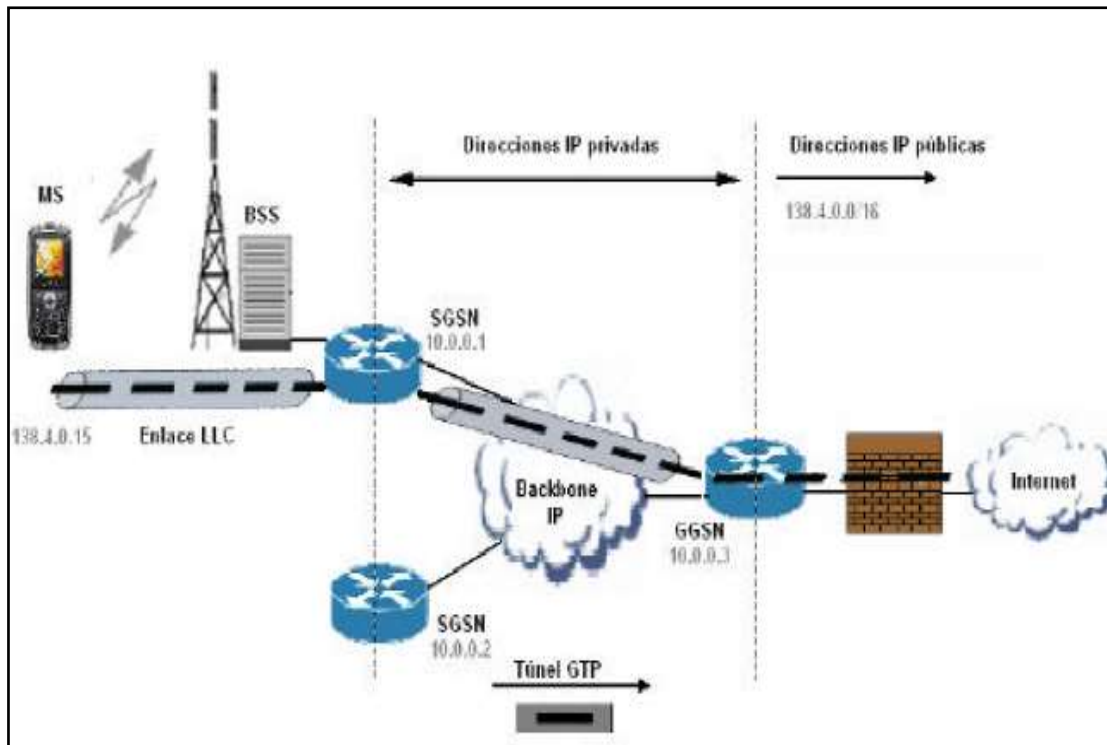 Direcciones IP privadas
Direcciones IP públicas
138.4.0.0/16
MS
BSS
SGSN
10.0.0.1
138.4.0.15
Enlace LLC
Backbone
IP
Internet
GGSN
10.0.0.3
SGSN
10.0.0.2
Túnel GTP